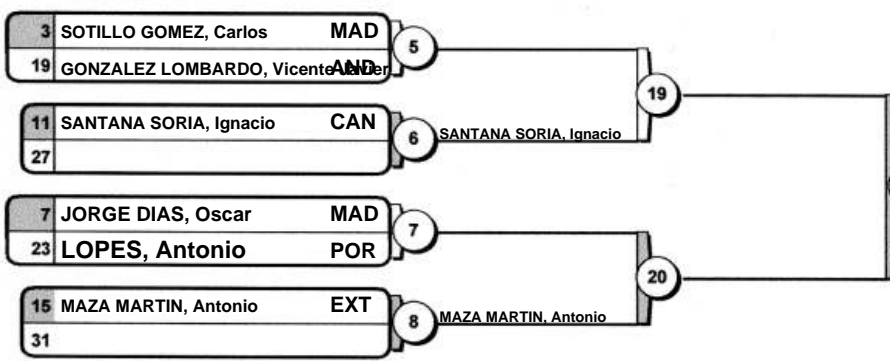 3 SOTILLO GOMEZ, Carlos MAD
5
19 GONZALEZ LOMBARDO, Vicente Javier AND
19
11 SANTANA SORIA, Ignacio CAN
6 SANTANA SORIA, Ignacio
27
7 JORGE DIAS, Oscar MAD
7
23 LOPES, Antonio POR
20
15 MAZA MARTIN, Antonio EXT
8 MAZA MARTIN, Antonio
31